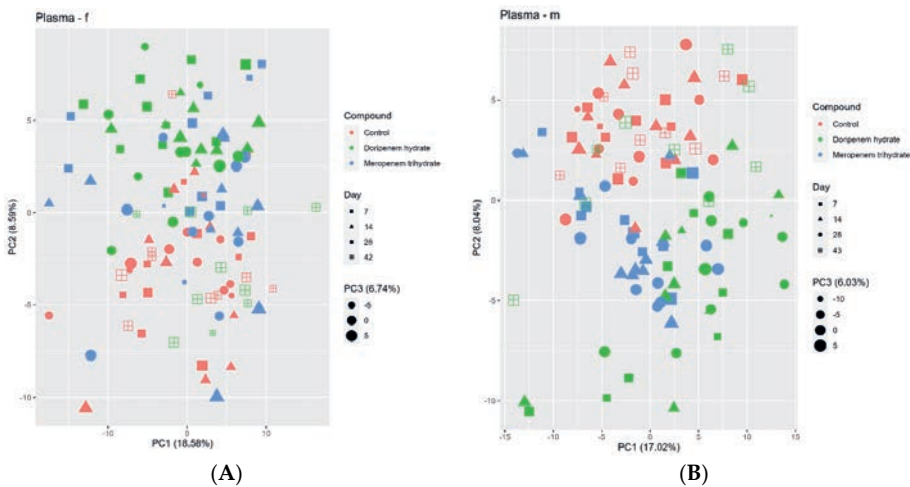 Plasma - f
5
0
-5
-10
PC2 (8.59%)
-10
0
10
PC1 (18.58%)
Compound
Control
Doripenem hydrate
Meropenem trihydrate
Day
7
14
28
42
PC3 (6.74%)
-5
0
5
(A)
Plasma - m
5
0
-5
-10
PC2 (8.04%)
-15
-10
-5
0
5
10
15
PC1 (17.02%)
Compound
Control
Doripenem hydrate
Meropenem trihydrate
Day
7
14
28
43
PC3 (6.03%)
-10
-5
0
5
(B)